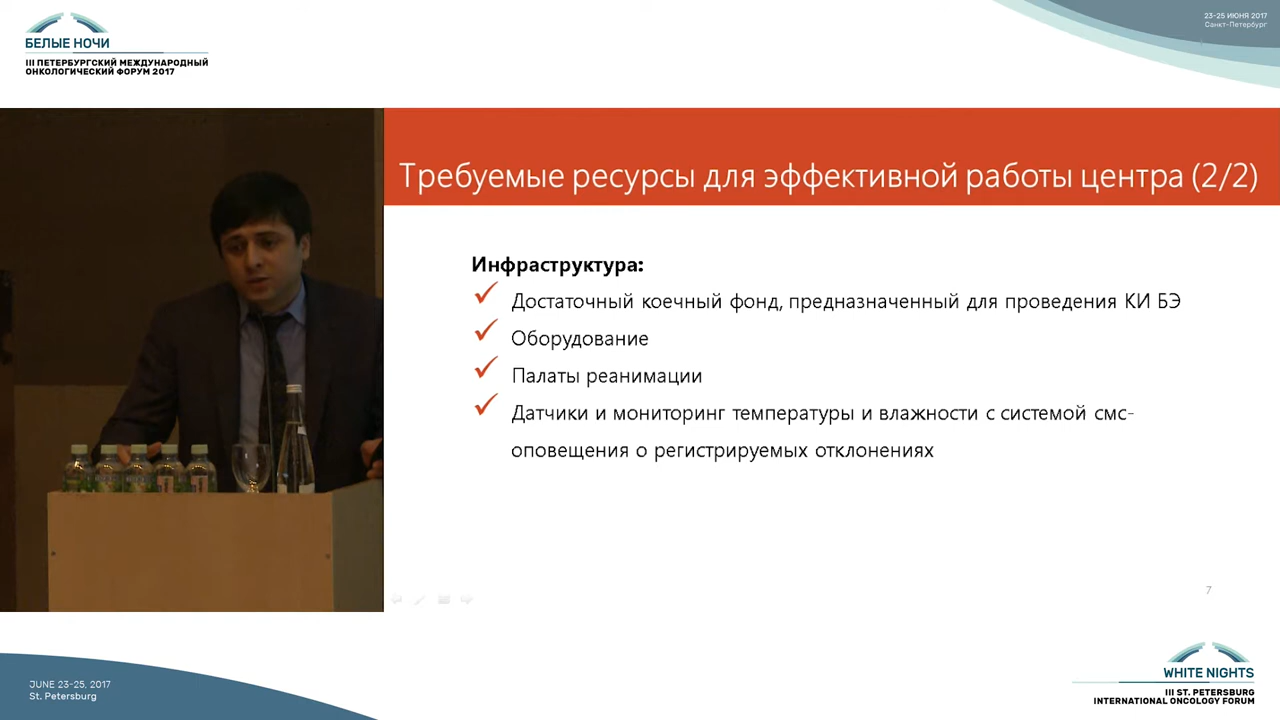 БЕЛЫЕ НОЧИ
III ПЕТЕРБУРГСКИЙ МЕЖДУНАРОДНЫЙ
ОНКОЛОГИЧЕСКИЙ ФОРУМ 2017
23-25 ИЮНЯ 2017
Санкт-Петербург
Требуемые ресурсы для эффективной работы центра (2/2)
Инфраструктура:
Достаточный коечный фонд, предназначенный для проведения КИ БЭ
Оборудование
Палаты реанимации
Датчики и мониторинг температуры и влажности с системой смс-
оповещения о регистрируемых отклонениях
7
JUNE 23-25, 2017
St. Petersburg
WHITE NIGHTS
III ST. PETERSBURG
INTERNATIONAL ONCOLOGY FORUM